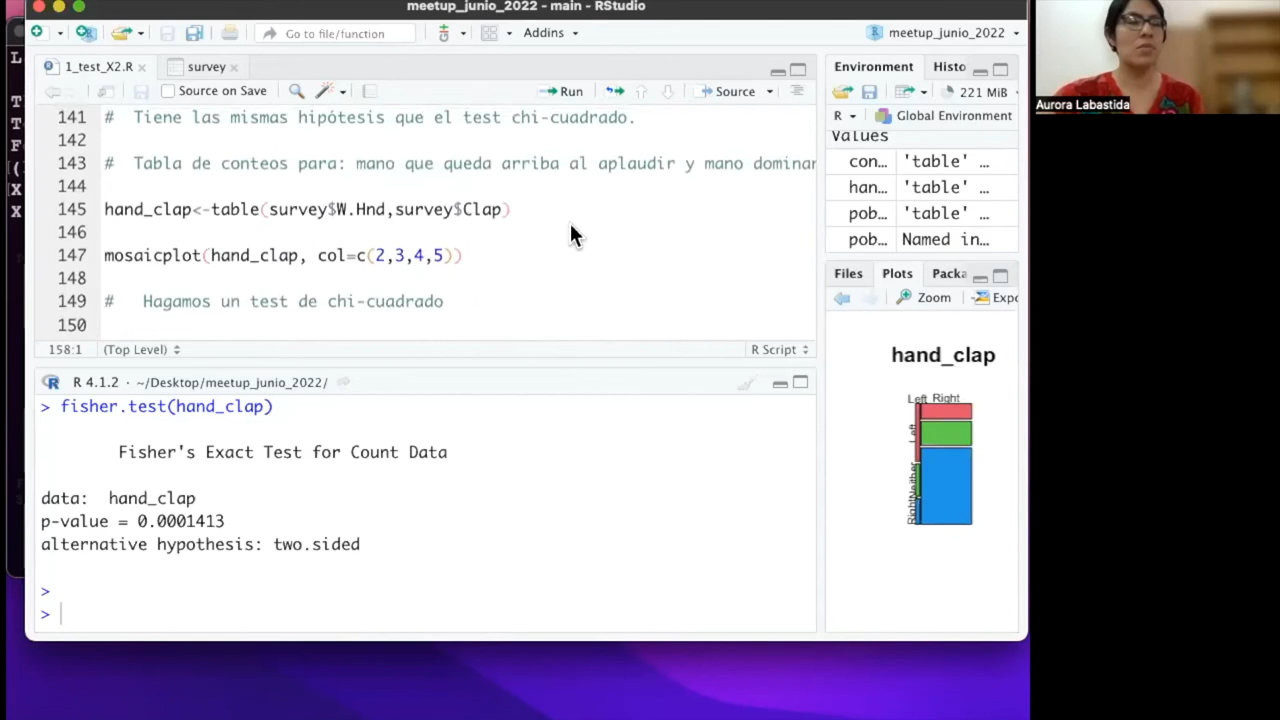 meetup_junio_2022 - main - RStudio
Go to file/function
Addins
meetup_junio_2022
1_test_X2.R
survey
Source on Save
Run
Source
141 # Tiene las mismas hipótesis que el test chi-cuadrado.
142
143 # Tabla de conteos para: mano que queda arriba al aplaudir y mano dominar
144
145 hand_clap<-table(survey$W.Hnd,survey$Clap)
146
147 mosaicplot(hand_clap, col=c(2,3,4,5))
148
149 # Hagamos un test de chi-cuadrado
150
158:1 (Top Level) R Script
R 4.1.2 · ~/Desktop/meetup_junio_2022/
> fisher.test(hand_clap)
Fisher's Exact Test for Count Data
data: hand_clap
p-value = 0.0001413
alternative hypothesis: two.sided
>
>
Environment Histo
221 MiB
R Global Environment
Values
con… 'table' …
han… 'table' …
pob… 'table' …
pob… Named in…
Files Plots Packa
Zoom Expo
hand_clap
Left Right
Left
Neither
Right
Aurora Labastida